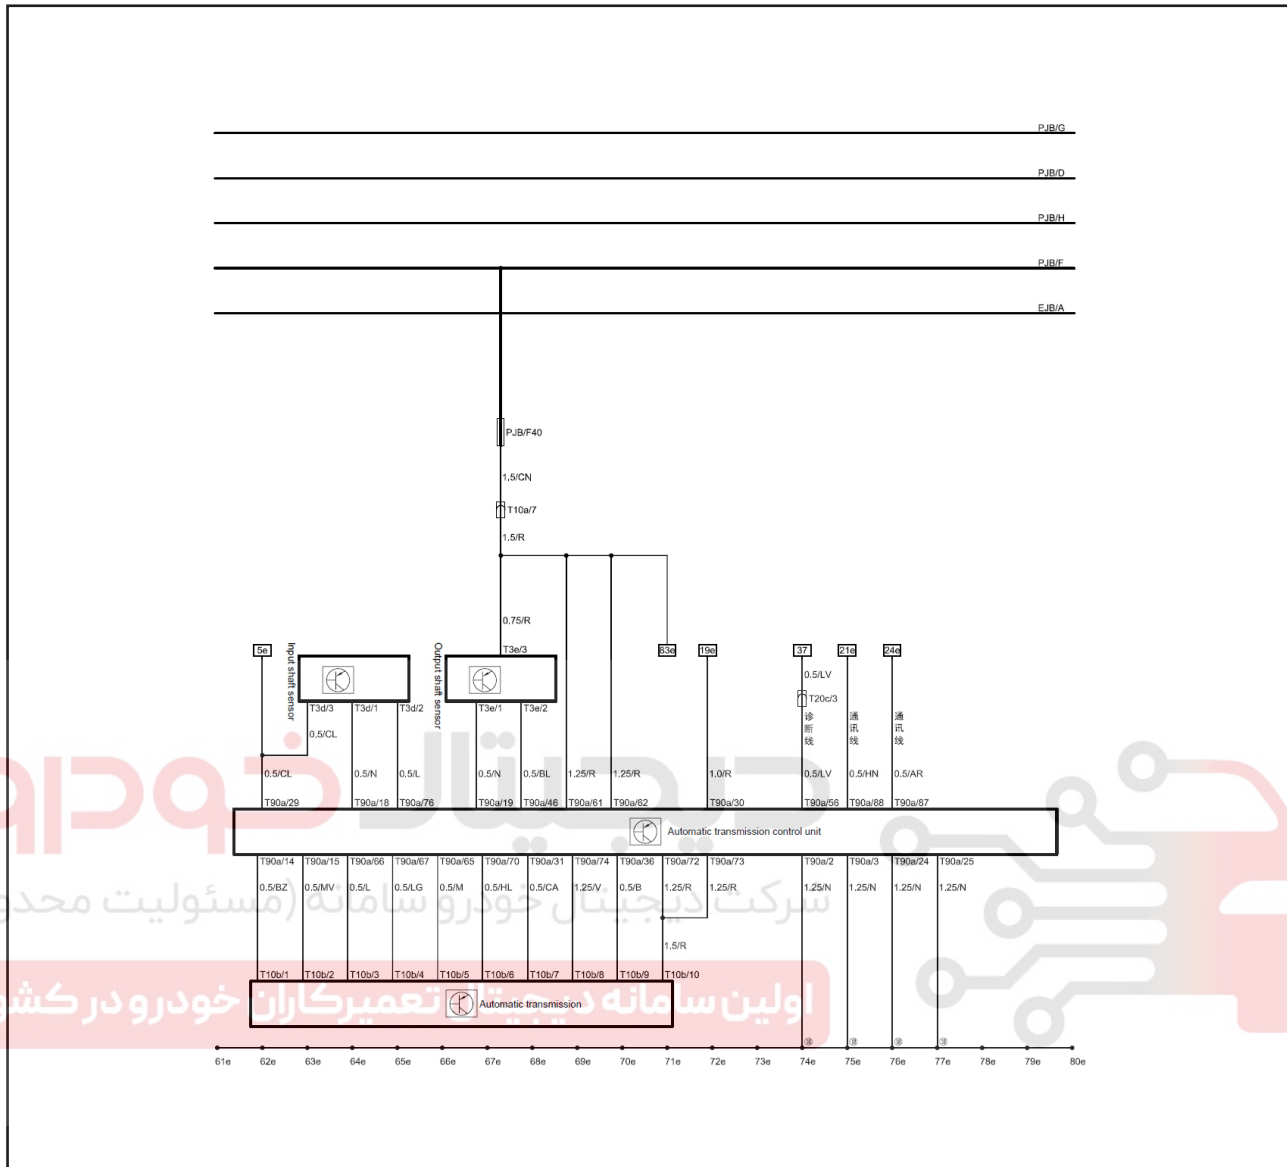 PJB/G
PJB/D
PJB/H
PJB/F
EJB/A
PJB/F40
1.5/CN
T10a/7
1.5/R
0.75/R
5e
Input shaft sensor
Output shaft sensor
T3e/3
83e
19e
37
21e
24e
0.5/LV
T20c/3
T3d/3
T3d/1
T3d/2
T3e/1
T3e/2
诊断线
通讯线
通讯线
0.5/CL
دیجیتال خودرو
0.5/CL
0.5/N
0.5/L
0.5/N
0.5/BL
1.25/R
1.25/R
1.0/R
0.5/LV
0.5/HN
0.5/AR
T90a/29
T90a/18
T90a/76
T90a/19
T90a/46
T90a/61
T90a/62
T90a/30
T90a/56
T90a/88
T90a/87
Automatic transmission control unit
T90a/14
T90a/15
T90a/66
T90a/67
T90a/65
T90a/70
T90a/31
T90a/74
T90a/36
T90a/72
T90a/73
T90a/2
T90a/3
T90a/24
T90a/25
0.5/BZ
0.5/MV
0.5/L
0.5/LG
0.5/M
0.5/HL
0.5/CA
1.25/V
0.5/B
1.25/R
1.25/R
1.25/N
1.25/N
1.25/N
1.25/N
شرکت دیجیتال خودرو سامانه (مسئولیت
1.5/R
T10b/1
T10b/2
T10b/3
T10b/4
T10b/5
T10b/6
T10b/7
T10b/8
T10b/9
T10b/10
Automatic transmission
اولین سامانه دیجیتال تعمیرکاران خودرو در
61e
62e
63e
64e
65e
66e
67e
68e
69e
70e
71e
72e
73e
74e
75e
76e
77e
78e
79e
80e